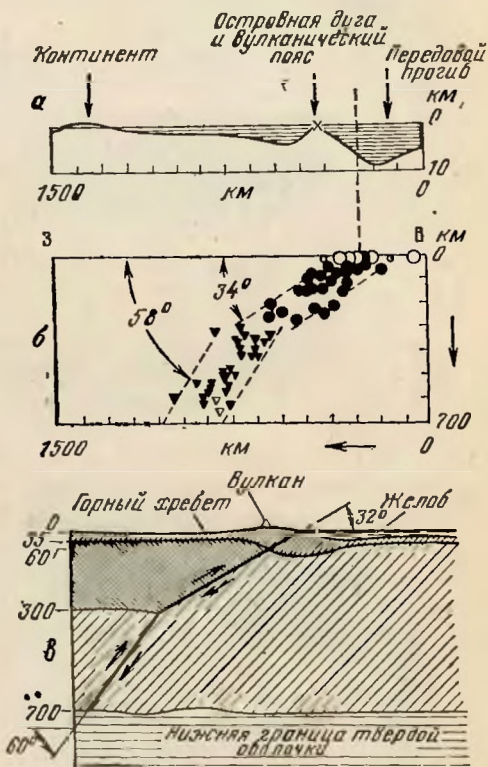 Островная дуга
и вулканический
пояс
Континент
Передовой
прогиб
а
км
0
10
1500
км
0
З
В
км
0
34°
58°
б
700
1500
км
0
Вулкан
Горный хребет
Желоб
32°
0
35
60
300
в
700
60°
Нижняя граница твердой
оболочки